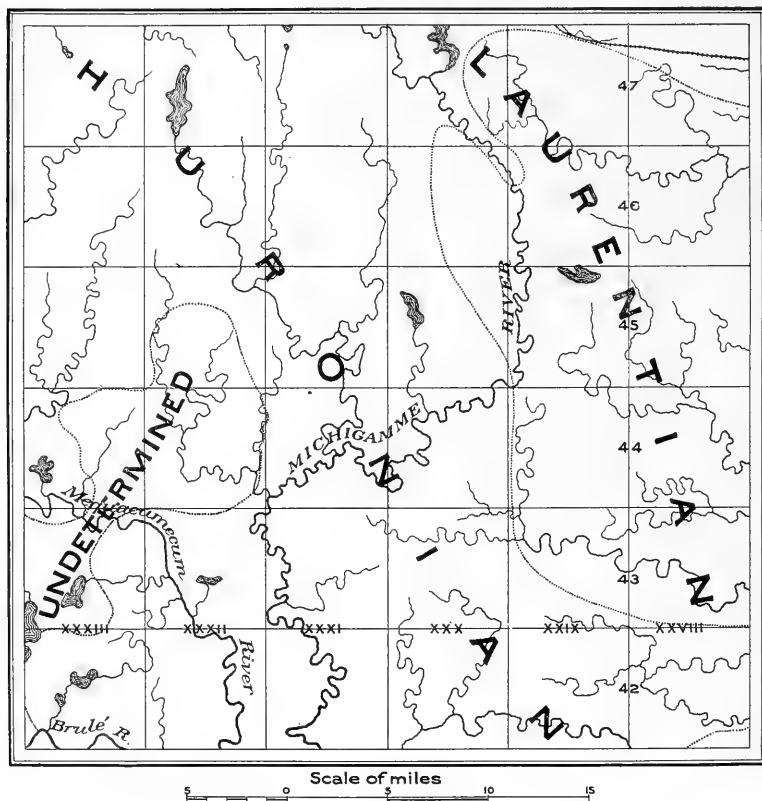 HURONIAN
LAURENTIAN
47
46
RIVER
45
UNDETERMINED
MICHIGAMME
44
River
43
XXXIII XXXII XXXI XXX XXIX XXVIII
42
Brulé R.
Scale of miles
5 0 5 10 15